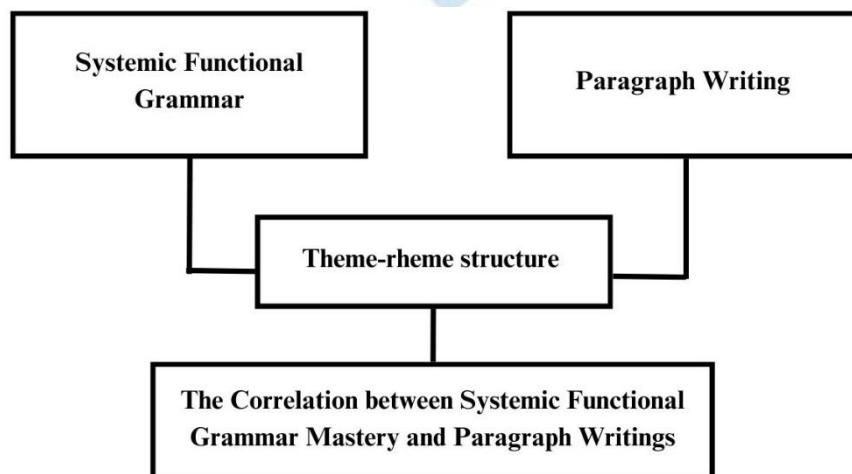 Systemic Functional
Grammar
Paragraph Writing
Theme-rheme structure
The Correlation between Systemic Functional
Grammar Mastery and Paragraph Writings